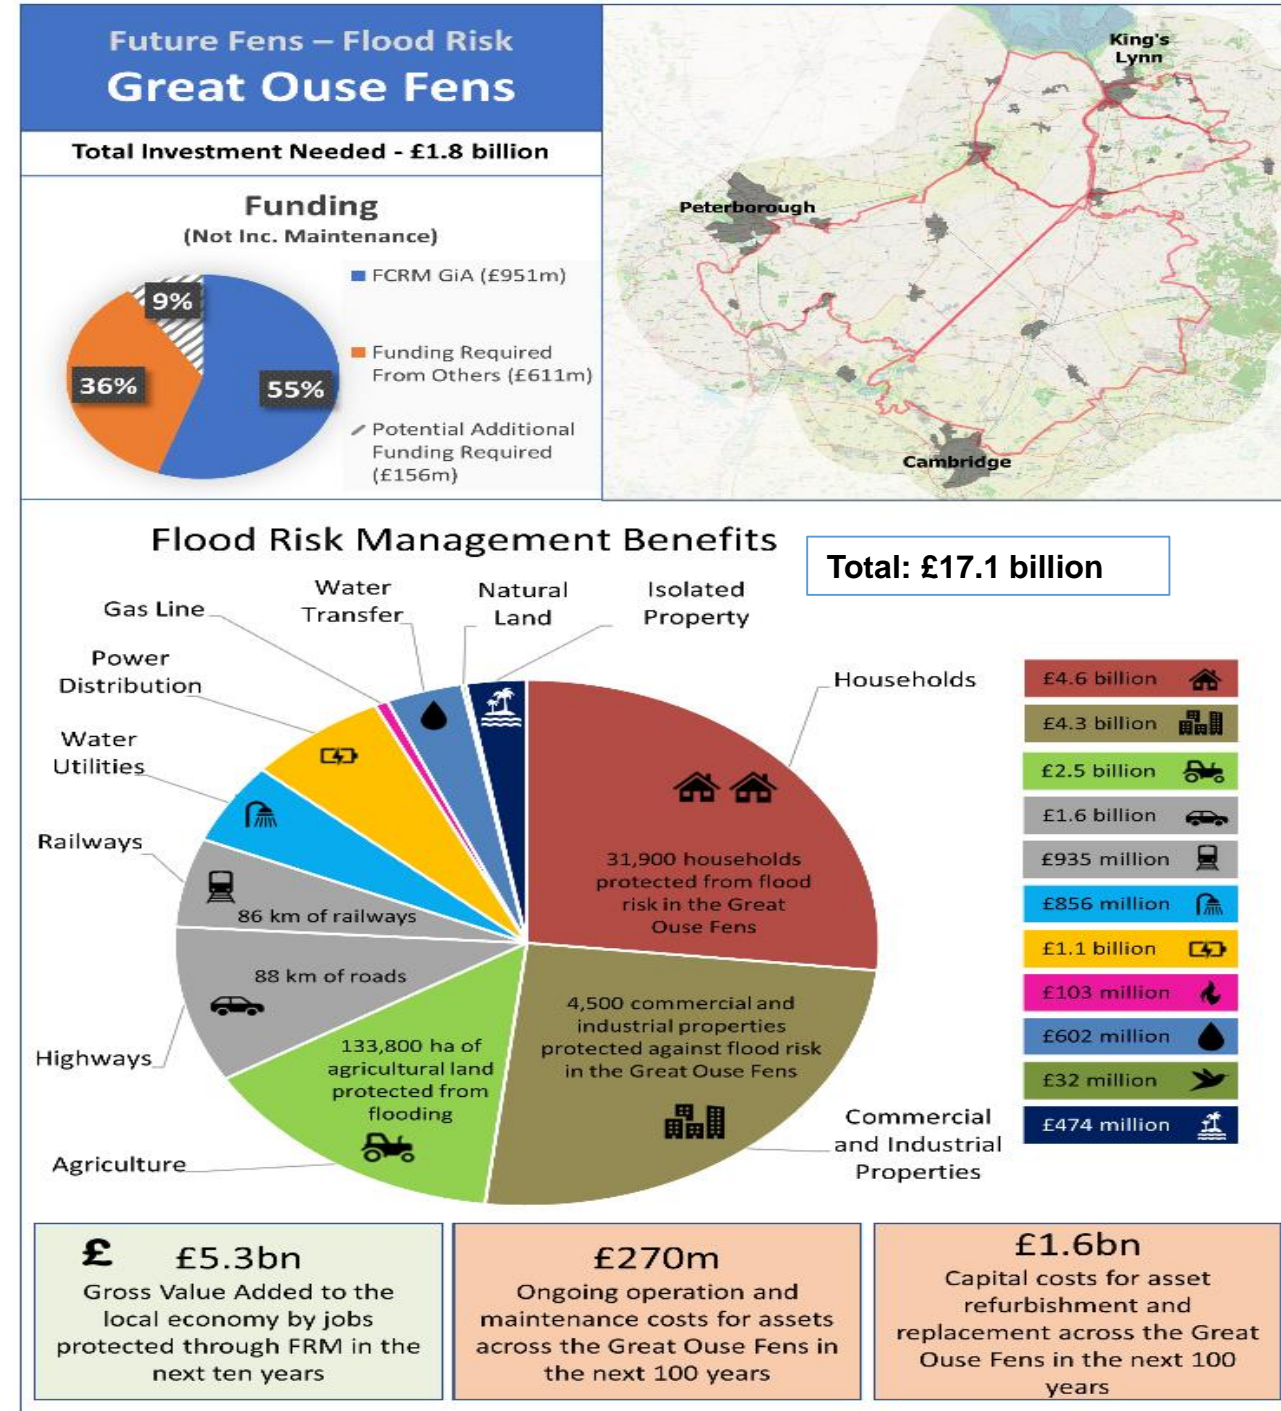 Future Fens – Flood Risk
Great Ouse Fens
Total Investment Needed - £1.8 billion
Funding
(Not Inc. Maintenance)
9%
36%
55%
FCRM GiA (£951m)
Funding Required
From Others (£611m)
Potential Additional
Funding Required
(£156m)
King's
Lynn
Peterborough
Cambridge
Flood Risk Management Benefits
Total: £17.1 billion
Gas Line
Water
Transfer
Natural
Land
Isolated
Property
Power
Distribution
Water
Utilities
Railways
Highways
Agriculture
Households
Commercial
and Industrial
Properties
31,900 households
protected from flood
risk in the Great
Ouse Fens
86 km of railways
88 km of roads
133,800 ha of
agricultural land
protected from
flooding
4,500 commercial and
industrial properties
protected against flood risk
in the Great Ouse Fens
£4.6 billion
£4.3 billion
£2.5 billion
£1.6 billion
£935 million
£856 million
£1.1 billion
£103 million
£602 million
£32 million
£474 million
£ £5.3bn
Gross Value Added to the
local economy by jobs
protected through FRM in the
next ten years
£270m
Ongoing operation and
maintenance costs for assets
across the Great Ouse Fens in
the next 100 years
£1.6bn
Capital costs for asset
refurbishment and
replacement across the Great
Ouse Fens in the next 100
years